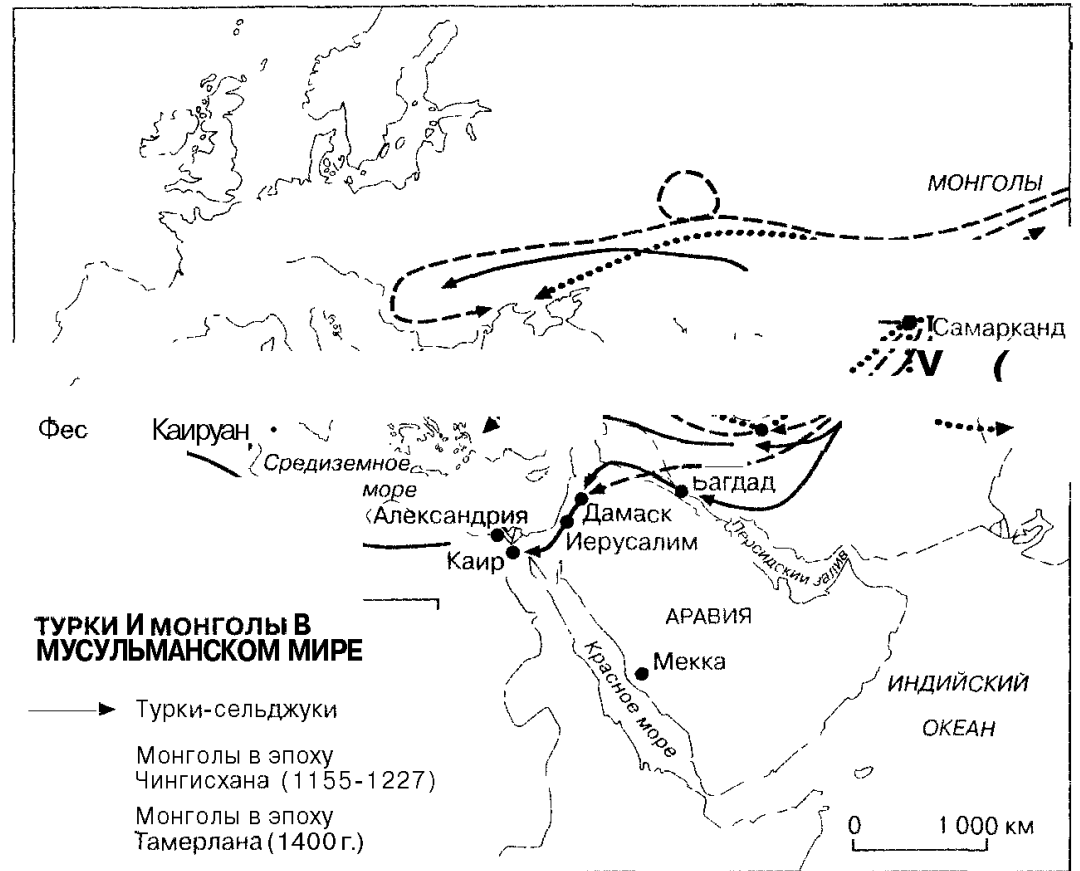 МОНГОЛЫ
Самарканд
V (
Фес
Каируан
Средиземное
море
Багдад
Александрия
Дамаск
Иерусалим
Каир
Персидский залив
АРАВИЯ
Мекка
Красное море
ИНДИЙСКИЙ
ОКЕАН
ТУРКИ И МОНГОЛЫ В
МУСУЛЬМАНСКОМ МИРЕ
Турки-сельджуки
Монголы в эпоху
Чингисхана (1155-1227)
Монголы в эпоху
Тамерлана (1400 г.)
0 1 000 км